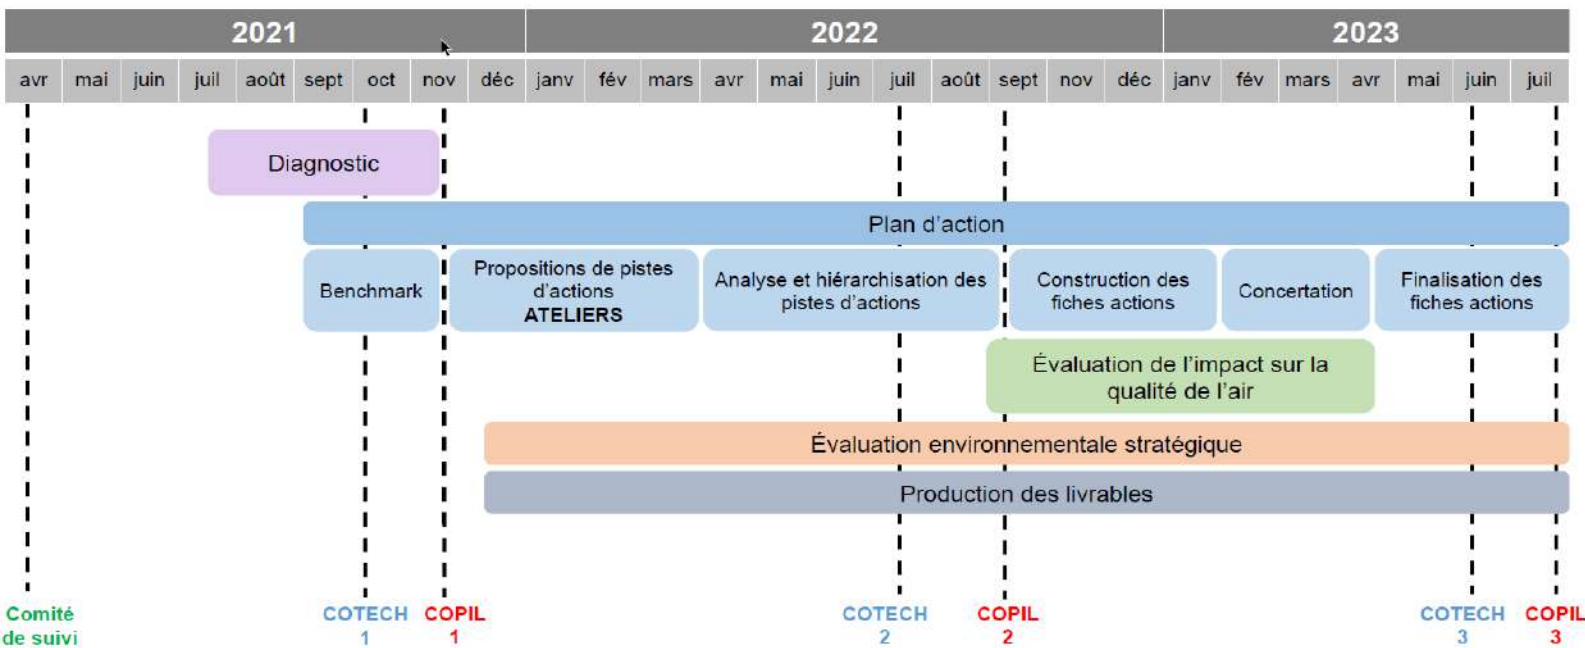 2021 2022 2023
avr mai juin juil août sept oct nov déc janv fév mars avr mai juin juil août sept nov déc janv fév mars avr mai juin juil
Diagnostic
Plan d'action
Benchmark
Propositions de pistes
d'actions
ATELIERS
Analyse et hiérarchisation des
pistes d'actions
Construction des
fiches actions
Concertation
Finalisation des
fiches actions
Évaluation de l'impact sur la
qualité de l'air
Évaluation environnementale stratégique
Production des livrables
Comité
de suivi
COTECH
1
COPIL
1
COTECH
2
COPIL
2
COTECH
3
COPIL
3